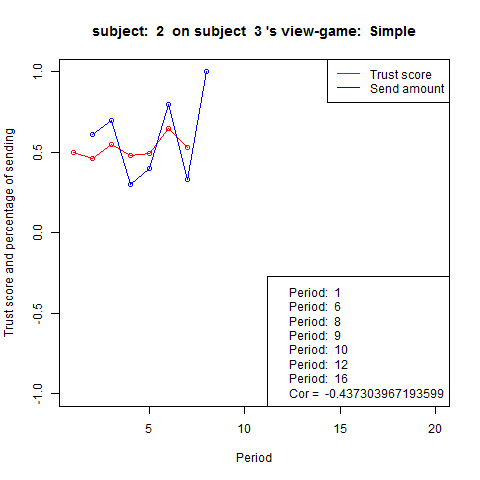 subject:  2  on subject  3 's view-game:  Simple
Trust score
Send amount
Trust score and percentage of sending
1.0
0.5
0.0
-0.5
-1.0
Period:  1
Period:  6
Period:  8
Period:  9
Period:  10
Period:  12
Period:  16
Cor =  -0.437303967193599
5
10
15
20
Period